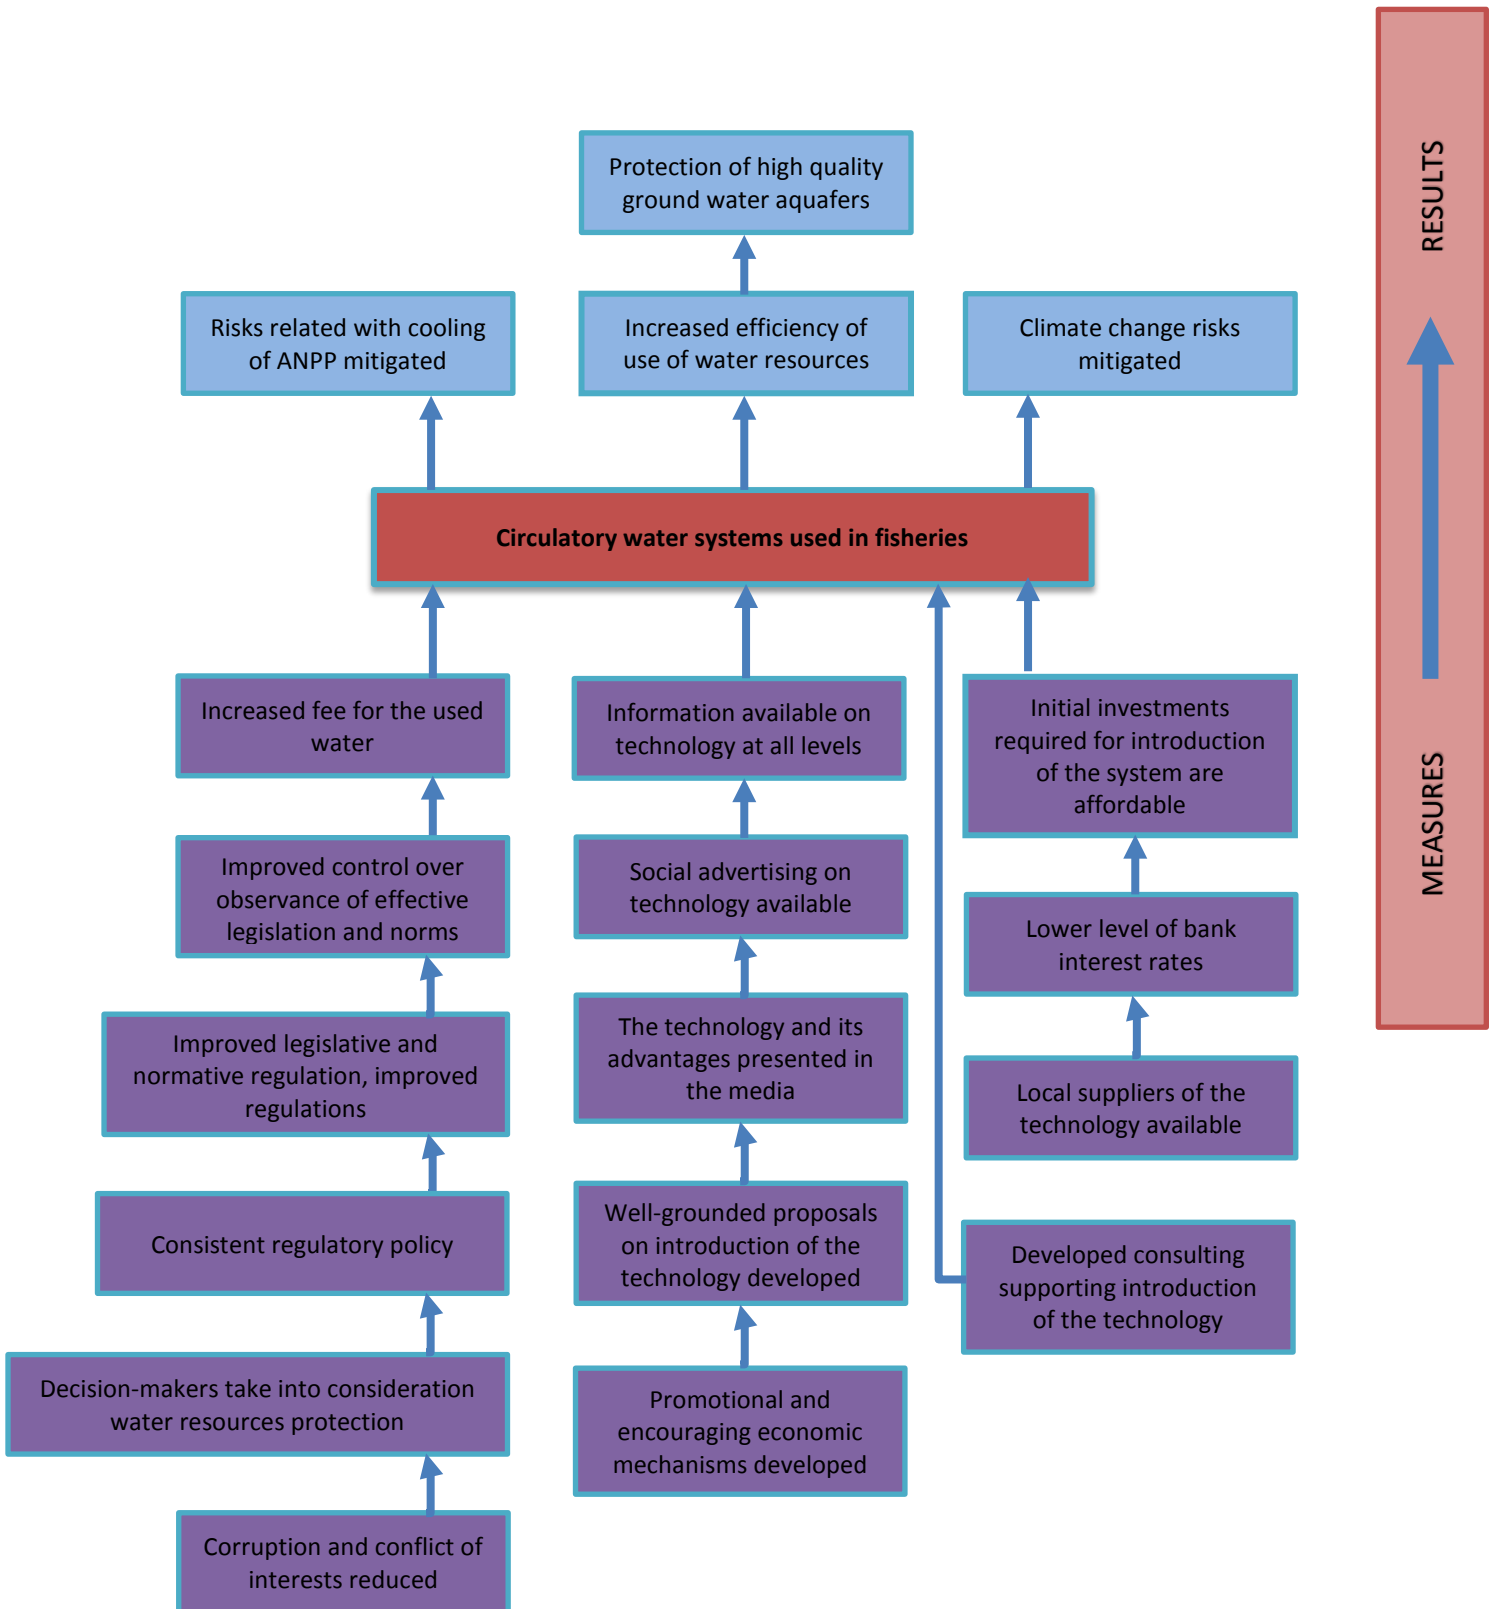 RESULTS
Protection of high quality
ground water aquafers
Risks related with cooling
of ANPP mitigated
Increased efficiency of
use of water resources
Climate change risks
mitigated
Circulatory water systems used in fisheries
MEASURES
Increased fee for the used
water
Improved control over
observance of effective
legislation and norms
Improved legislative and
normative regulation, improved
regulations
Consistent regulatory policy
Decision-makers take into consideration
water resources protection
Corruption and conflict of
interests reduced
Information available on
technology at all levels
Social advertising on
technology available
The technology and its
advantages presented in
the media
Well-grounded proposals
on introduction of the
technology developed
Promotional and
encouraging economic
mechanisms developed
Initial investments
required for introduction
of the system are
affordable
Lower level of bank
interest rates
Local suppliers of the
technology available
Developed consulting
supporting introduction
of the technology